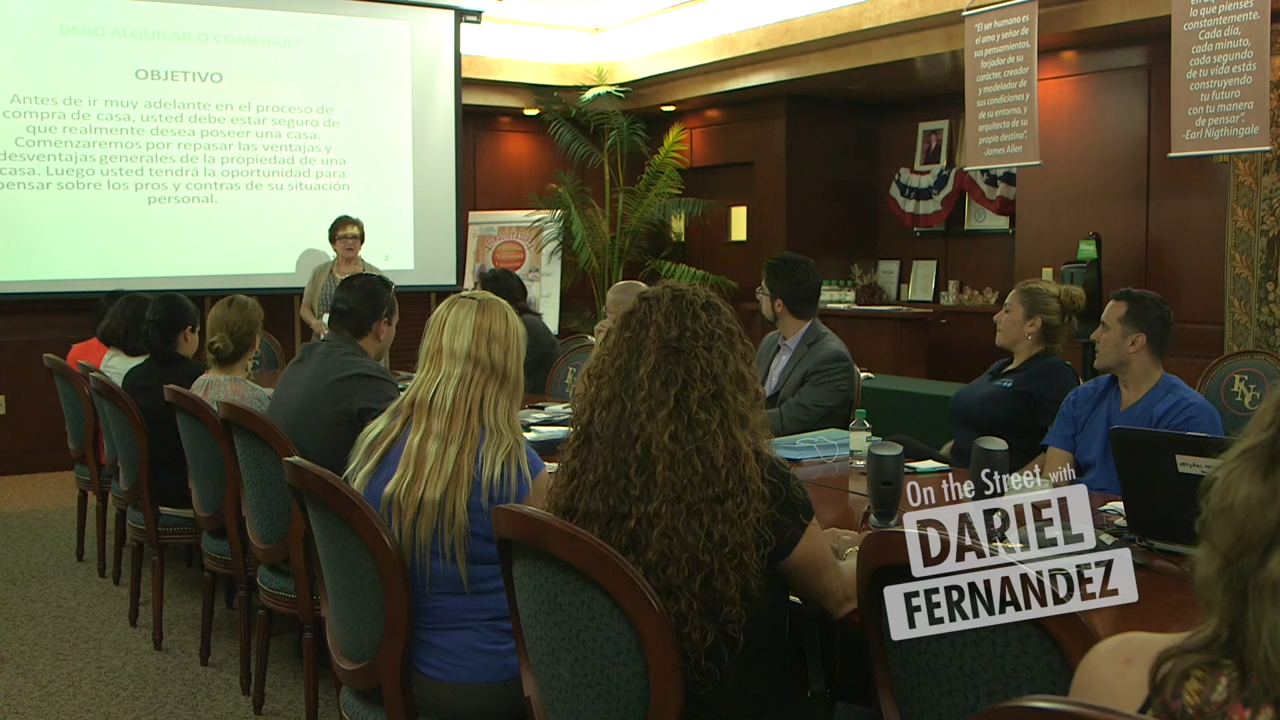 DEBO ALQUILAR O COMPRAR?
OBJETIVO
Antes de ir muy adelante en el proceso de
compra de casa, usted debe estar seguro de
que realmente desea poseer una casa.
Comenzaremos por repasar las ventajas y
desventajas generales de la propiedad de una
casa. Luego usted tendrá la oportunidad para
pensar sobre los pros y contras de su situación
personal.
2
"El ser humano es
el amo y señor de
sus pensamientos,
forjador de su
carácter, creador
y modelador de
sus condiciones y
de su entorno, y
arquitecto de su
propio destino".
-James Allen
lo que pienses
constantemente.
Cada día,
cada minuto,
cada segundo
de tu vida estás
construyendo
tu futuro
con tu manera
de pensar".
-Earl Nigthingale
On the Street with
DARIEL
FERNANDEZ